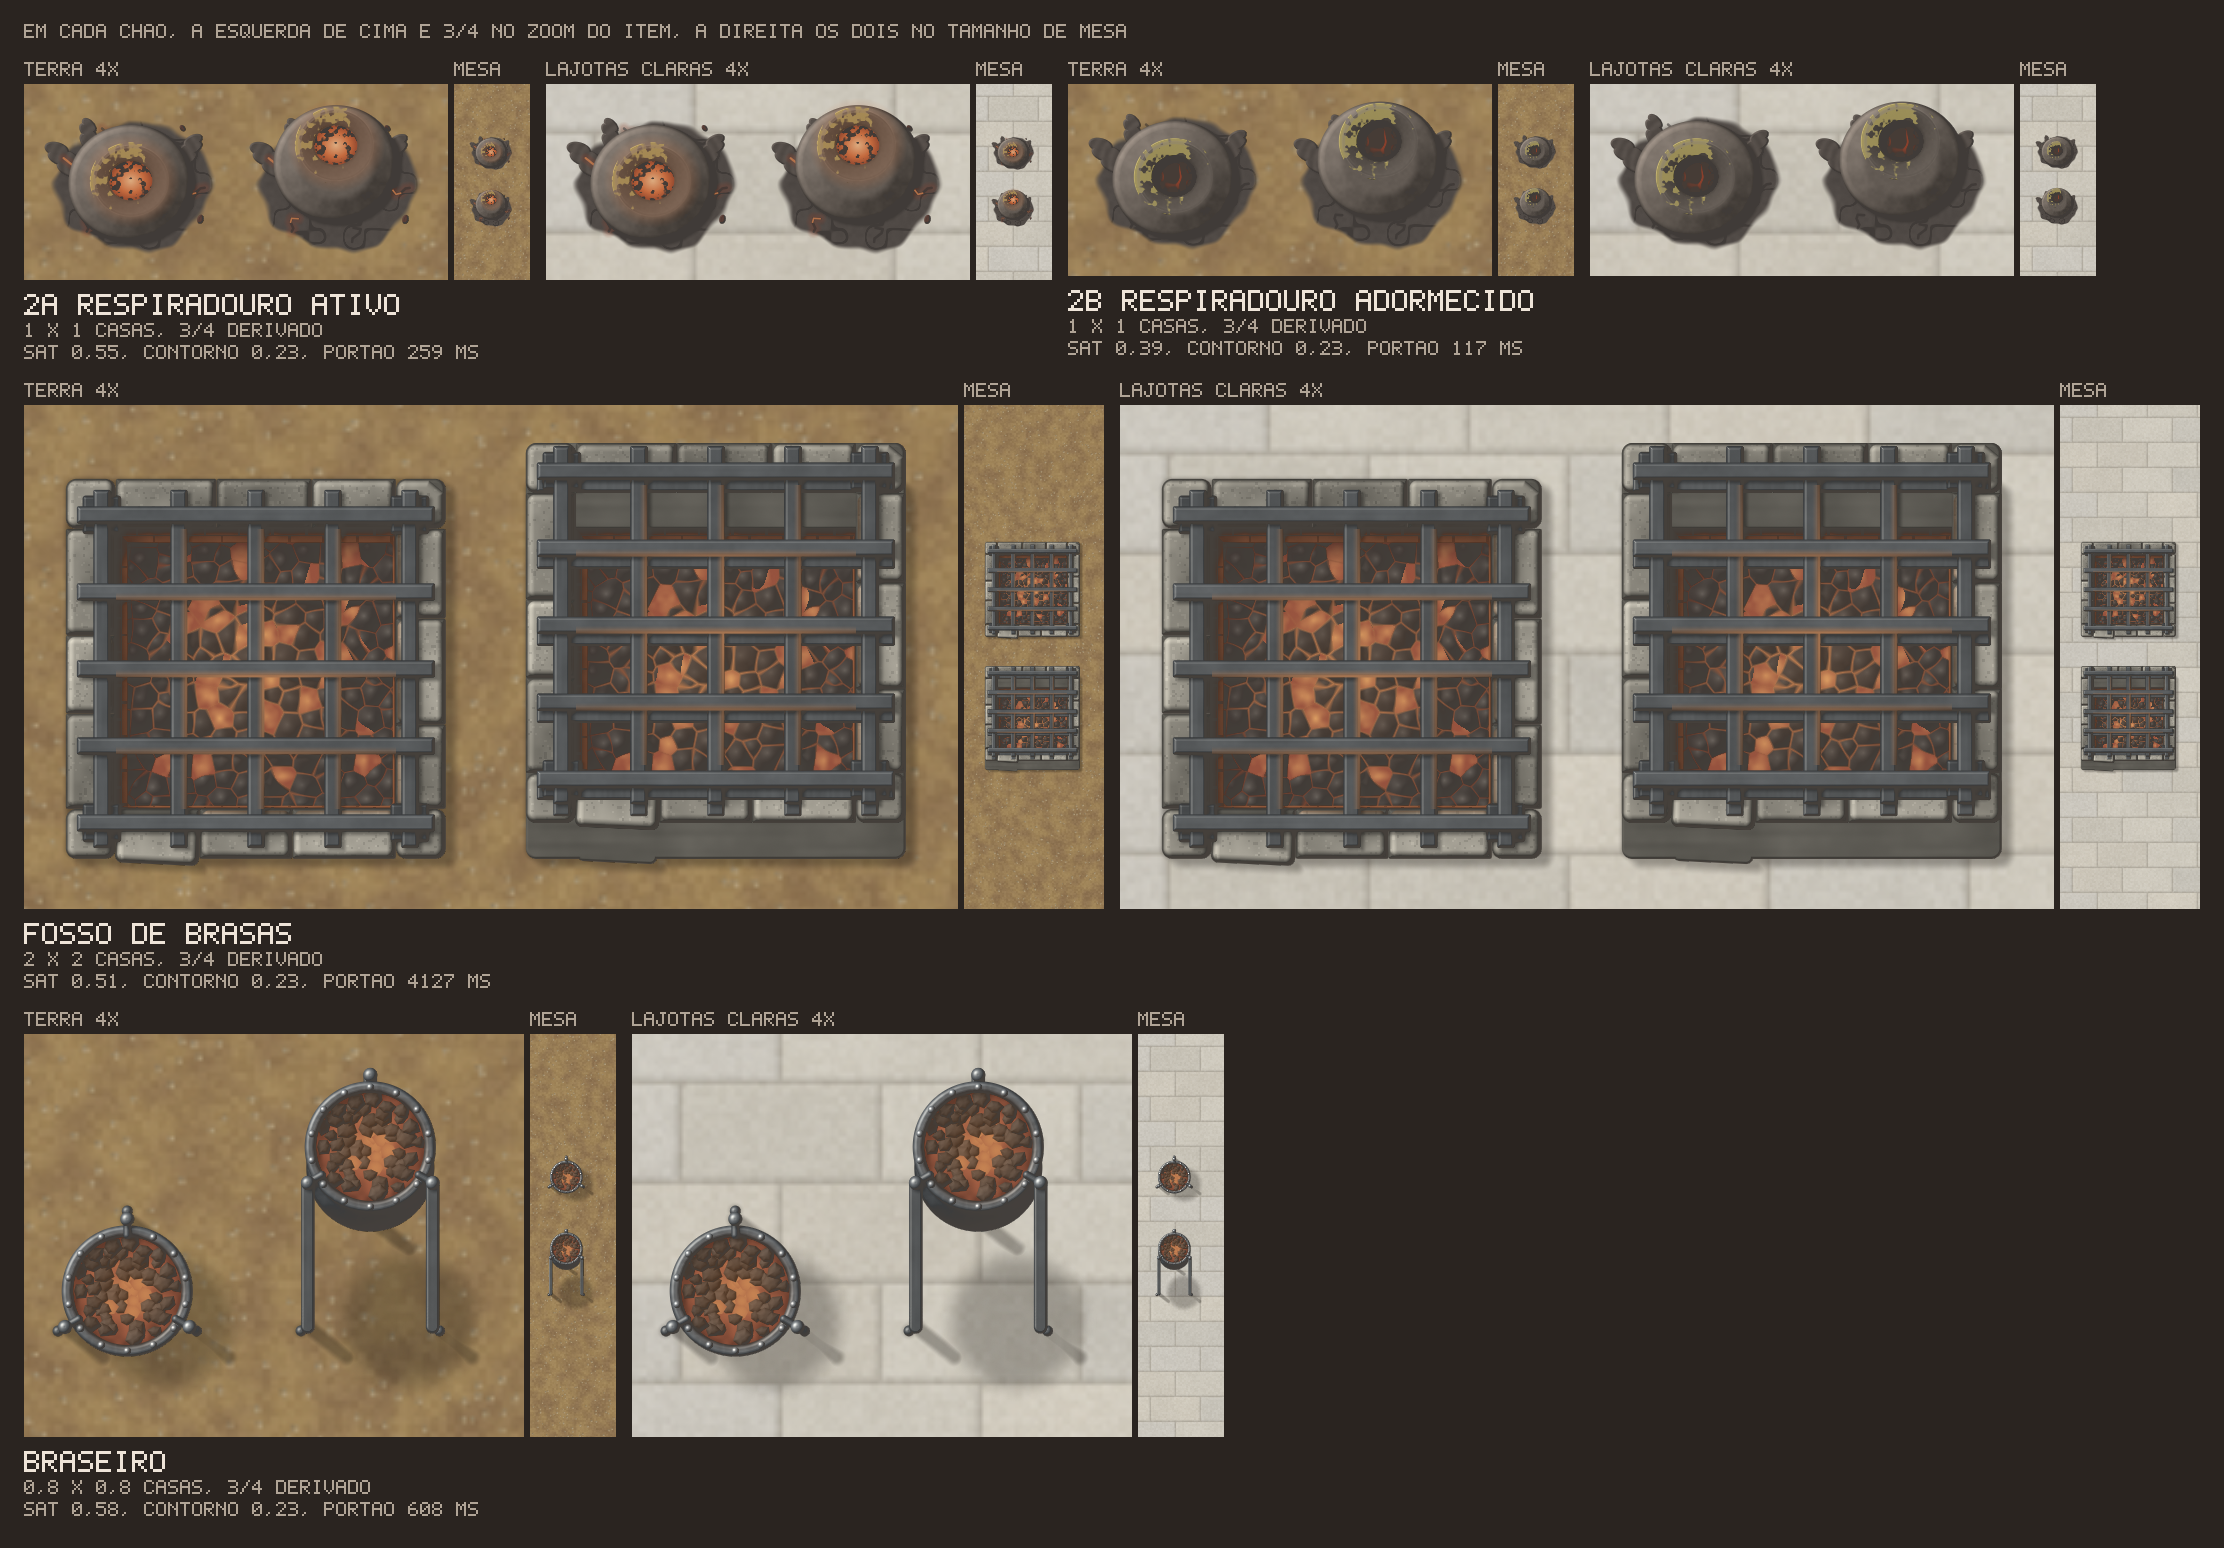 EM CADA CHAO, A ESQUERDA DE CIMA E 3/4 NO ZOOM DO ITEM, A DIREITA OS DOIS NO TAMANHO DE MESA
TERRA 4X
MESA
LAJOTAS CLARAS 4X
MESA
TERRA 4X
MESA
LAJOTAS CLARAS 4X
MESA
2A RESPIRADOURO ATIVO
1 X 1 CASAS, 3/4 DERIVADO
SAT 0,55, CONTORNO 0,23, PORTAO 259 MS
2B RESPIRADOURO ADORMECIDO
1 X 1 CASAS, 3/4 DERIVADO
SAT 0,39, CONTORNO 0,23, PORTAO 117 MS
TERRA 4X
MESA
LAJOTAS CLARAS 4X
MESA
FOSSO DE BRASAS
2 X 2 CASAS, 3/4 DERIVADO
SAT 0,51, CONTORNO 0,23, PORTAO 4127 MS
TERRA 4X
MESA
LAJOTAS CLARAS 4X
MESA
BRASEIRO
0,8 X 0,8 CASAS, 3/4 DERIVADO
SAT 0,58, CONTORNO 0,23, PORTAO 608 MS